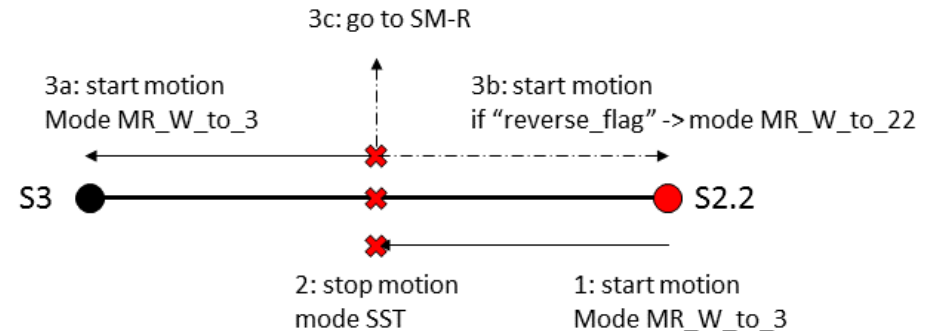 3c: go to SM-R
3a: start motion
Mode MR_W_to_3
3b: start motion
if “reverse_flag” -> mode MR_W_to_22
S3
S2.2
2: stop motion
mode SST
1: start motion
Mode MR_W_to_3